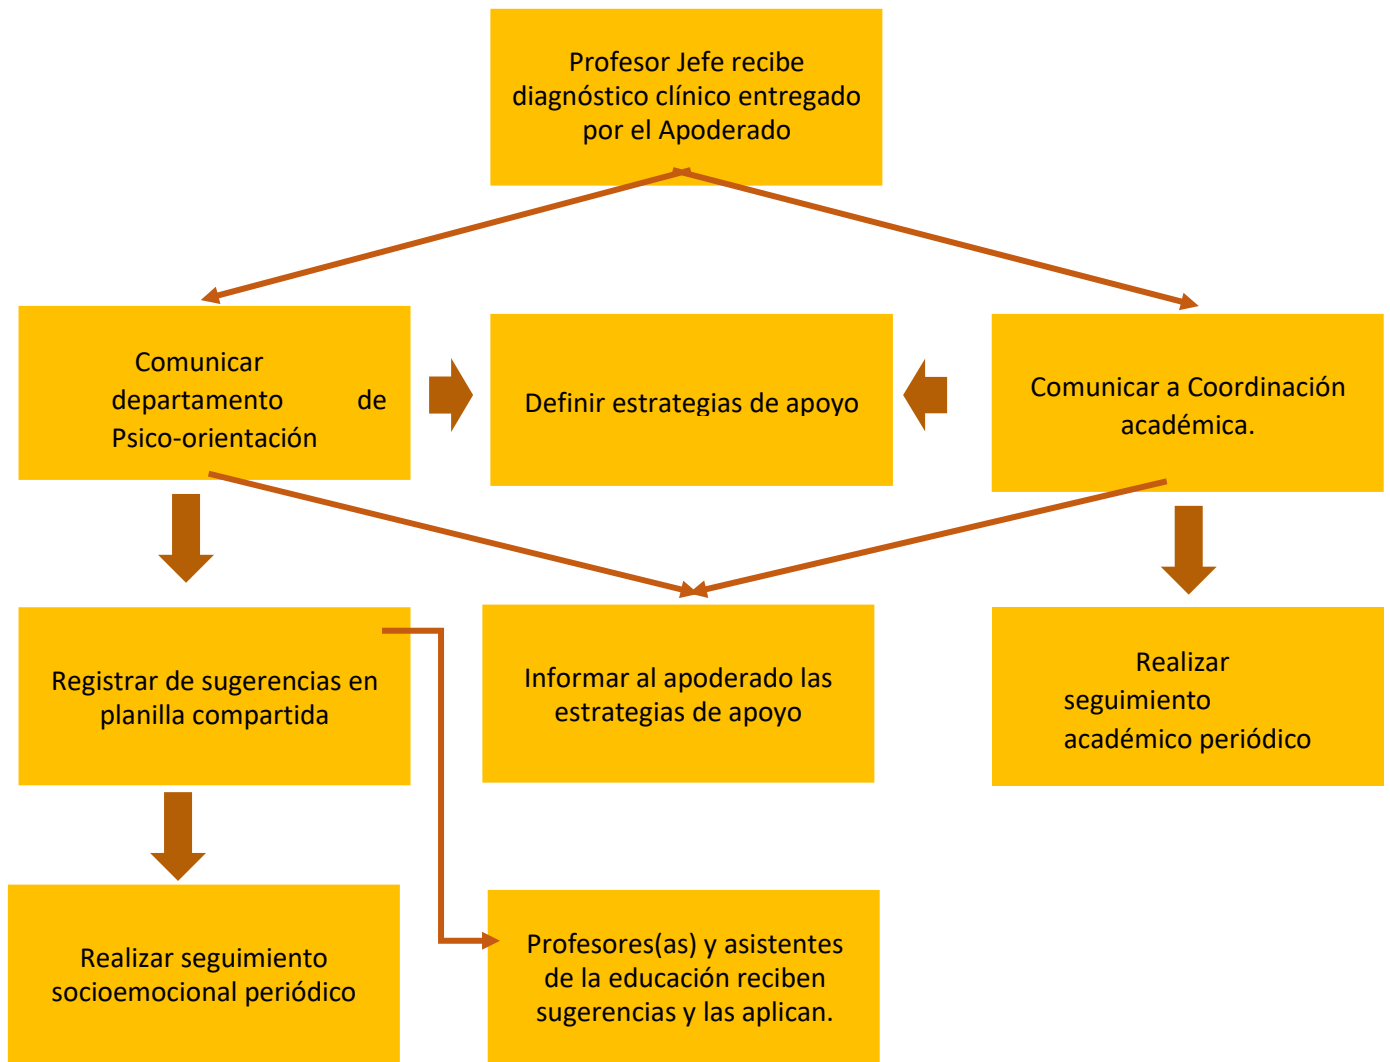 Profesor Jefe recibe
diagnóstico clínico entregado
por el Apoderado
Comunicar
departamento de
Psico-orientación
Definir estrategias de apoyo
Comunicar a Coordinación
académica.
Registrar de sugerencias en
planilla compartida
Informar al apoderado las
estrategias de apoyo
Realizar
seguimiento
académico periódico
Realizar seguimiento
socioemocional periódico
Profesores(as) y asistentes
de la educación reciben
sugerencias y las aplican.